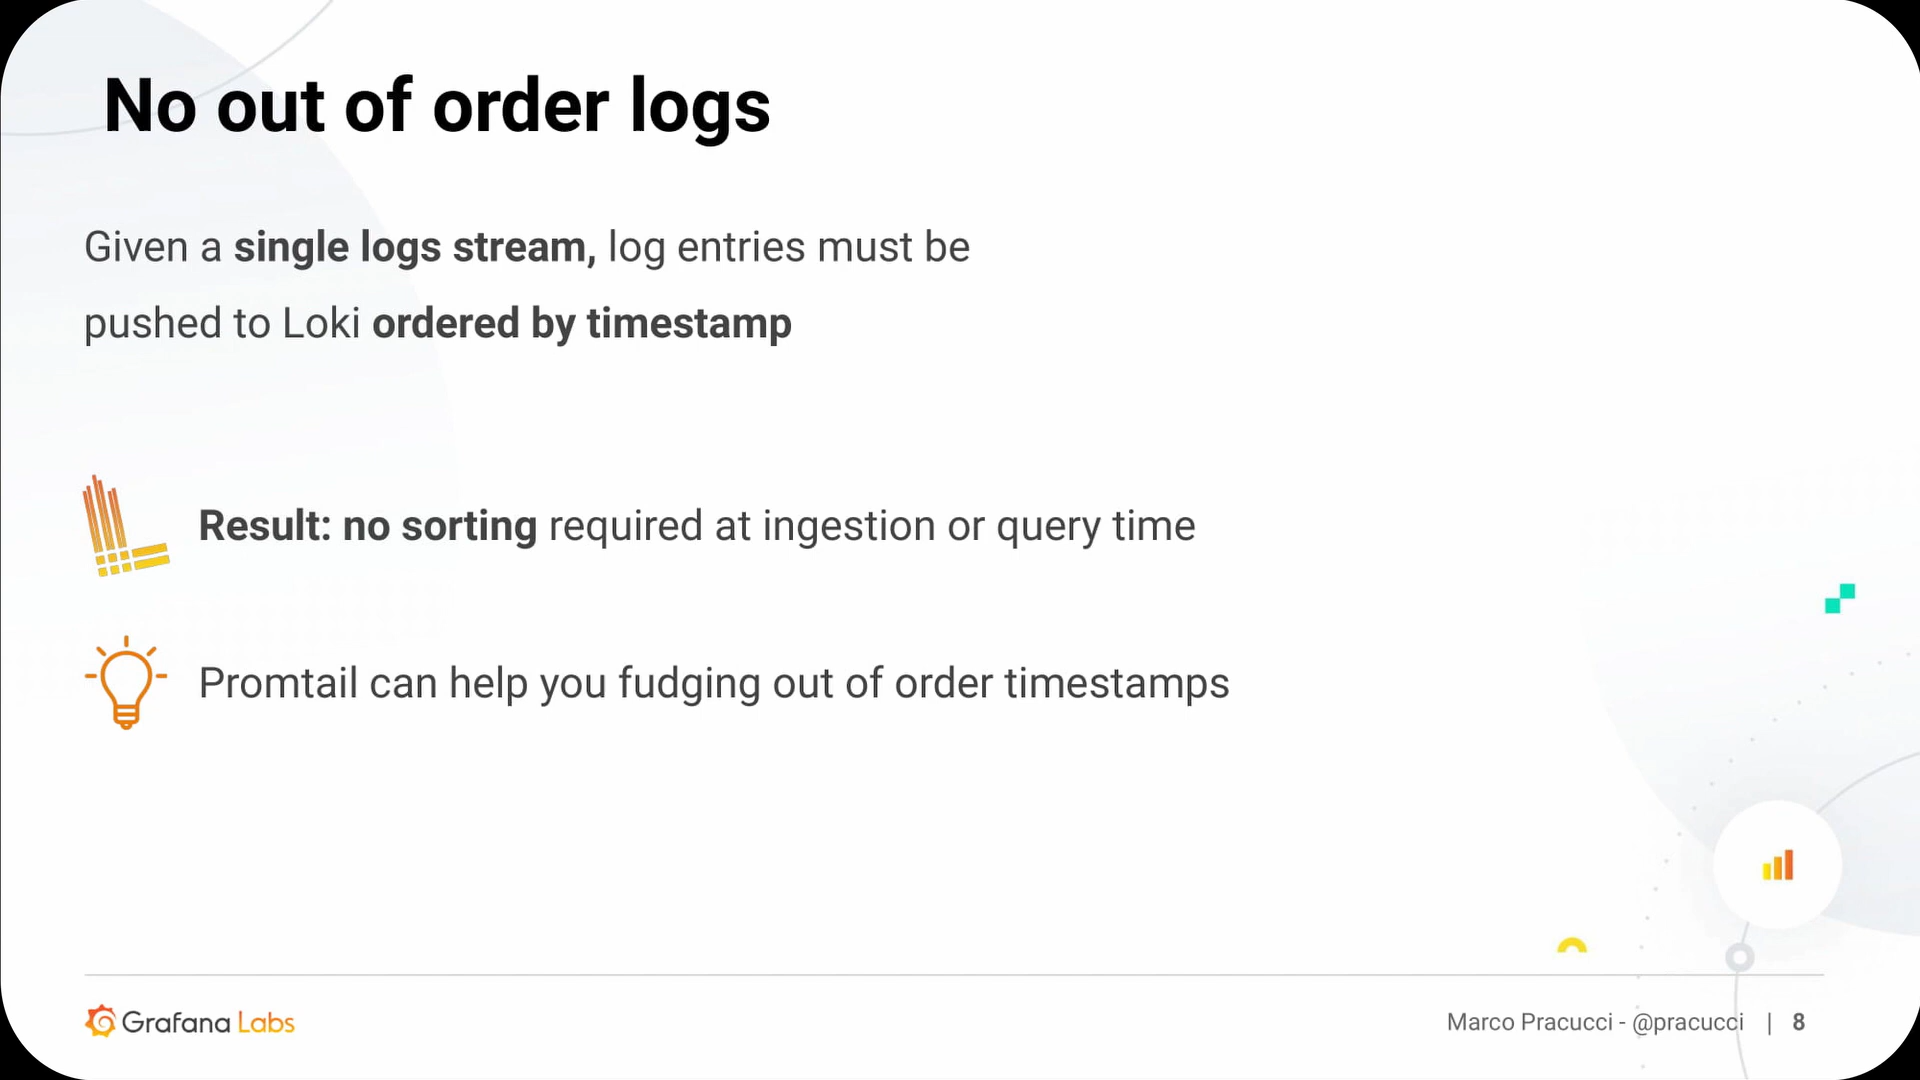 No out of order logs
Given a single logs stream, log entries must be
pushed to Loki ordered by timestamp
Result: no sorting required at ingestion or query time
Promtail can help you fudging out of order timestamps
Grafana Labs
Marco Pracucci - @pracucci | 8